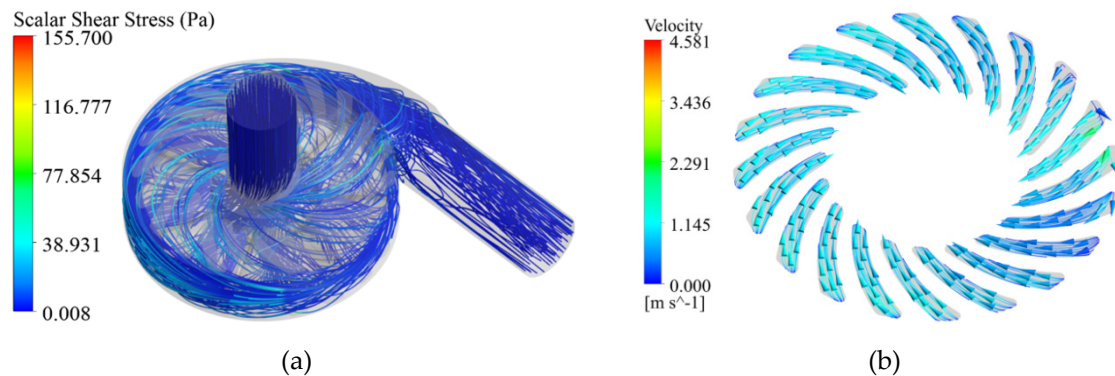 Scalar Shear Stress (Pa)
155.700
116.777
77.854
38.931
0.008
(a)
Velocity
4.581
3.436
2.291
1.145
0.000
[m s^-1]
(b)